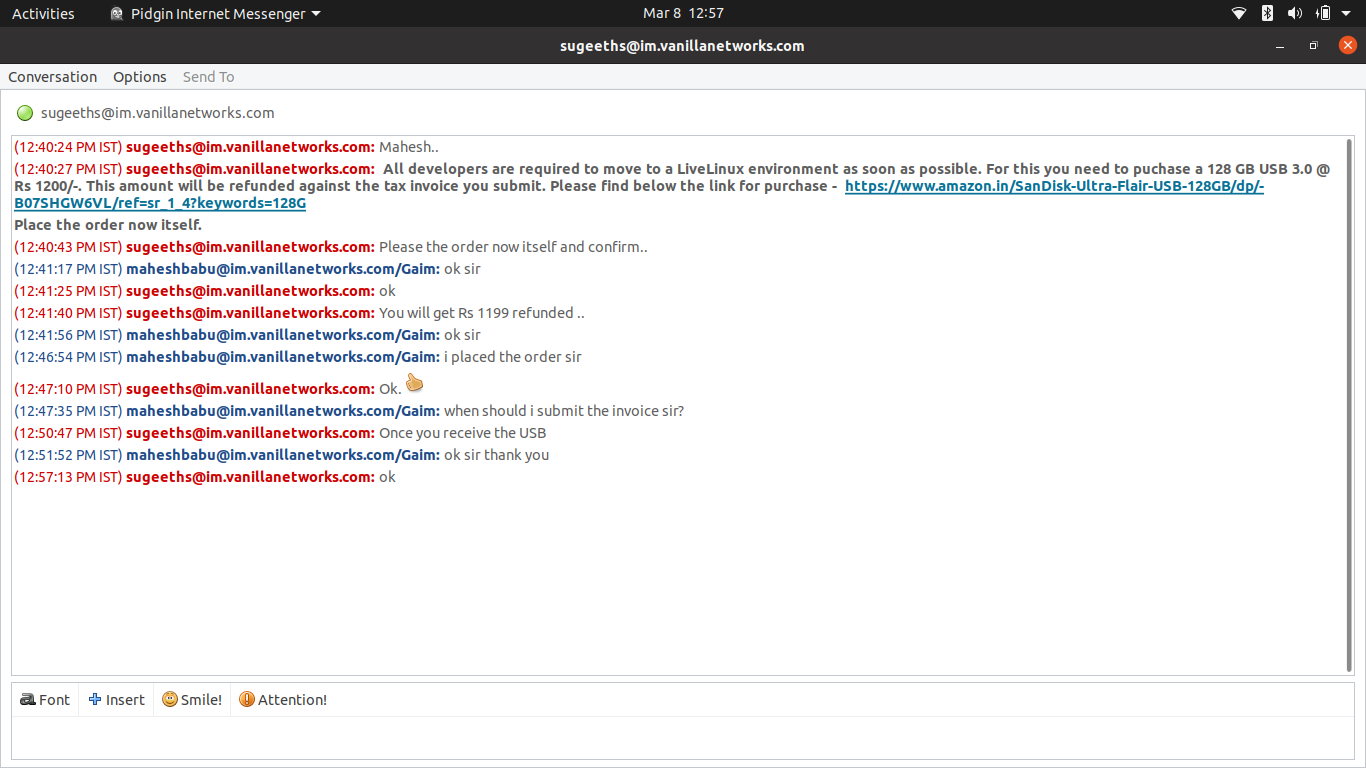 Activities Pidgin Internet Messenger Mar 8 12:57
sugeeths@im.vanillanetworks.com
Conversation Options Send To
sugeeths@im.vanillanetworks.com
(12:40:24 PM IST) sugeeths@im.vanillanetworks.com: Mahesh..
(12:40:27 PM IST) sugeeths@im.vanillanetworks.com: All developers are required to move to a LiveLinux environment as soon as possible. For this you need to puchase a 128 GB USB 3.0 @
Rs 1200/-. This amount will be refunded against the tax invoice you submit. Please find below the link for purchase - https://www.amazon.in/SanDisk-Ultra-Flair-USB-128GB/dp/-
B07SHGW6VL/ref=sr_1_4?keywords=128G
Place the order now itself.
(12:40:43 PM IST) sugeeths@im.vanillanetworks.com: Please the order now itself and confirm..
(12:41:17 PM IST) maheshbabu@im.vanillanetworks.com/Gaim: ok sir
(12:41:25 PM IST) sugeeths@im.vanillanetworks.com: ok
(12:41:40 PM IST) sugeeths@im.vanillanetworks.com: You will get Rs 1199 refunded ..
(12:41:56 PM IST) maheshbabu@im.vanillanetworks.com/Gaim: ok sir
(12:46:54 PM IST) maheshbabu@im.vanillanetworks.com/Gaim: i placed the order sir
(12:47:10 PM IST) sugeeths@im.vanillanetworks.com: Ok.
(12:47:35 PM IST) maheshbabu@im.vanillanetworks.com/Gaim: when should i submit the invoice sir?
(12:50:47 PM IST) sugeeths@im.vanillanetworks.com: Once you receive the USB
(12:51:52 PM IST) maheshbabu@im.vanillanetworks.com/Gaim: ok sir thank you
(12:57:13 PM IST) sugeeths@im.vanillanetworks.com: ok
Font Insert Smile! Attention!